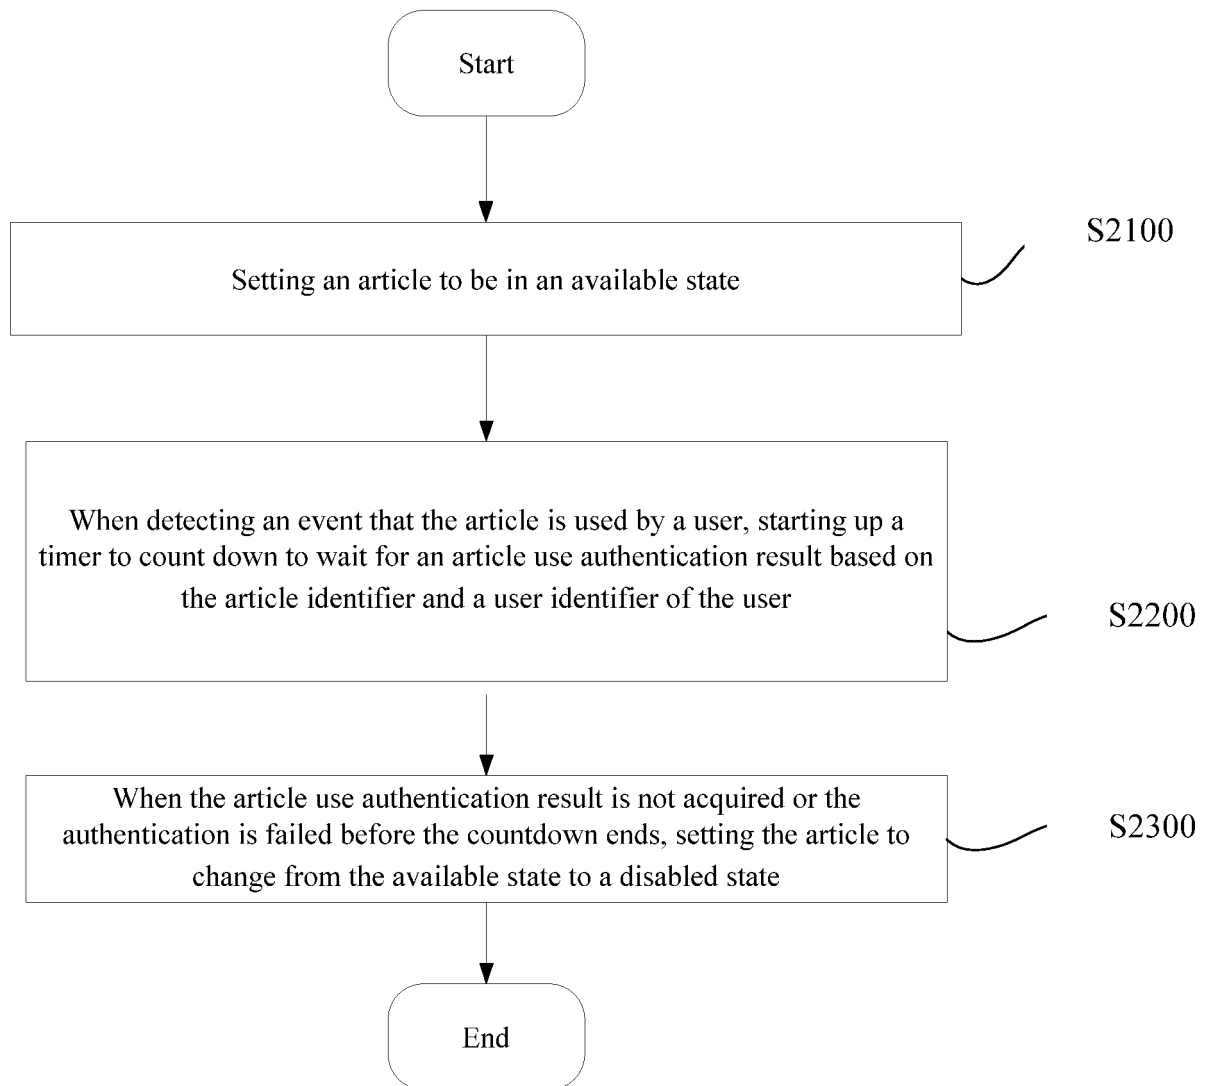 Start
S2100
Setting an article to be in an available state
When detecting an event that the article is used by a user, starting up a
timer to count down to wait for an article use authentication result based on
the article identifier and a user identifier of the user
S2200
When the article use authentication result is not acquired or the
authentication is failed before the countdown ends, setting the article to
change from the available state to a disabled state
S2300
End